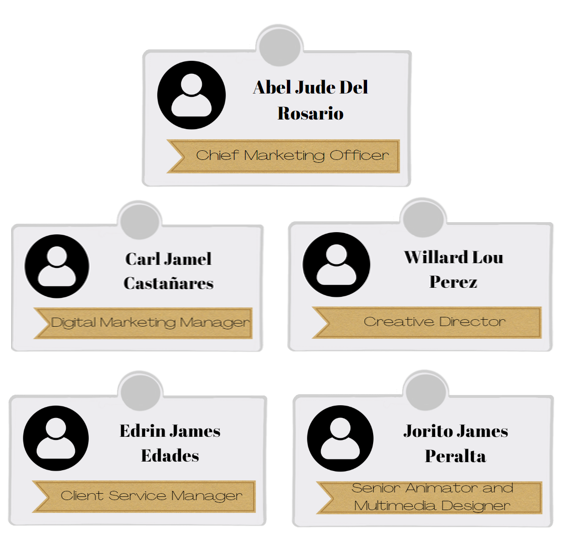 Abel Jude Del
Rosario
Chief Marketing Officer
Carl Jamel
Castañares
Digital Marketing Manager
Willard Lou
Perez
Creative Director
Edrin James
Edades
Client Service Manager
Jorito James
Peralta
Senior Animator and
Multimedia Designer